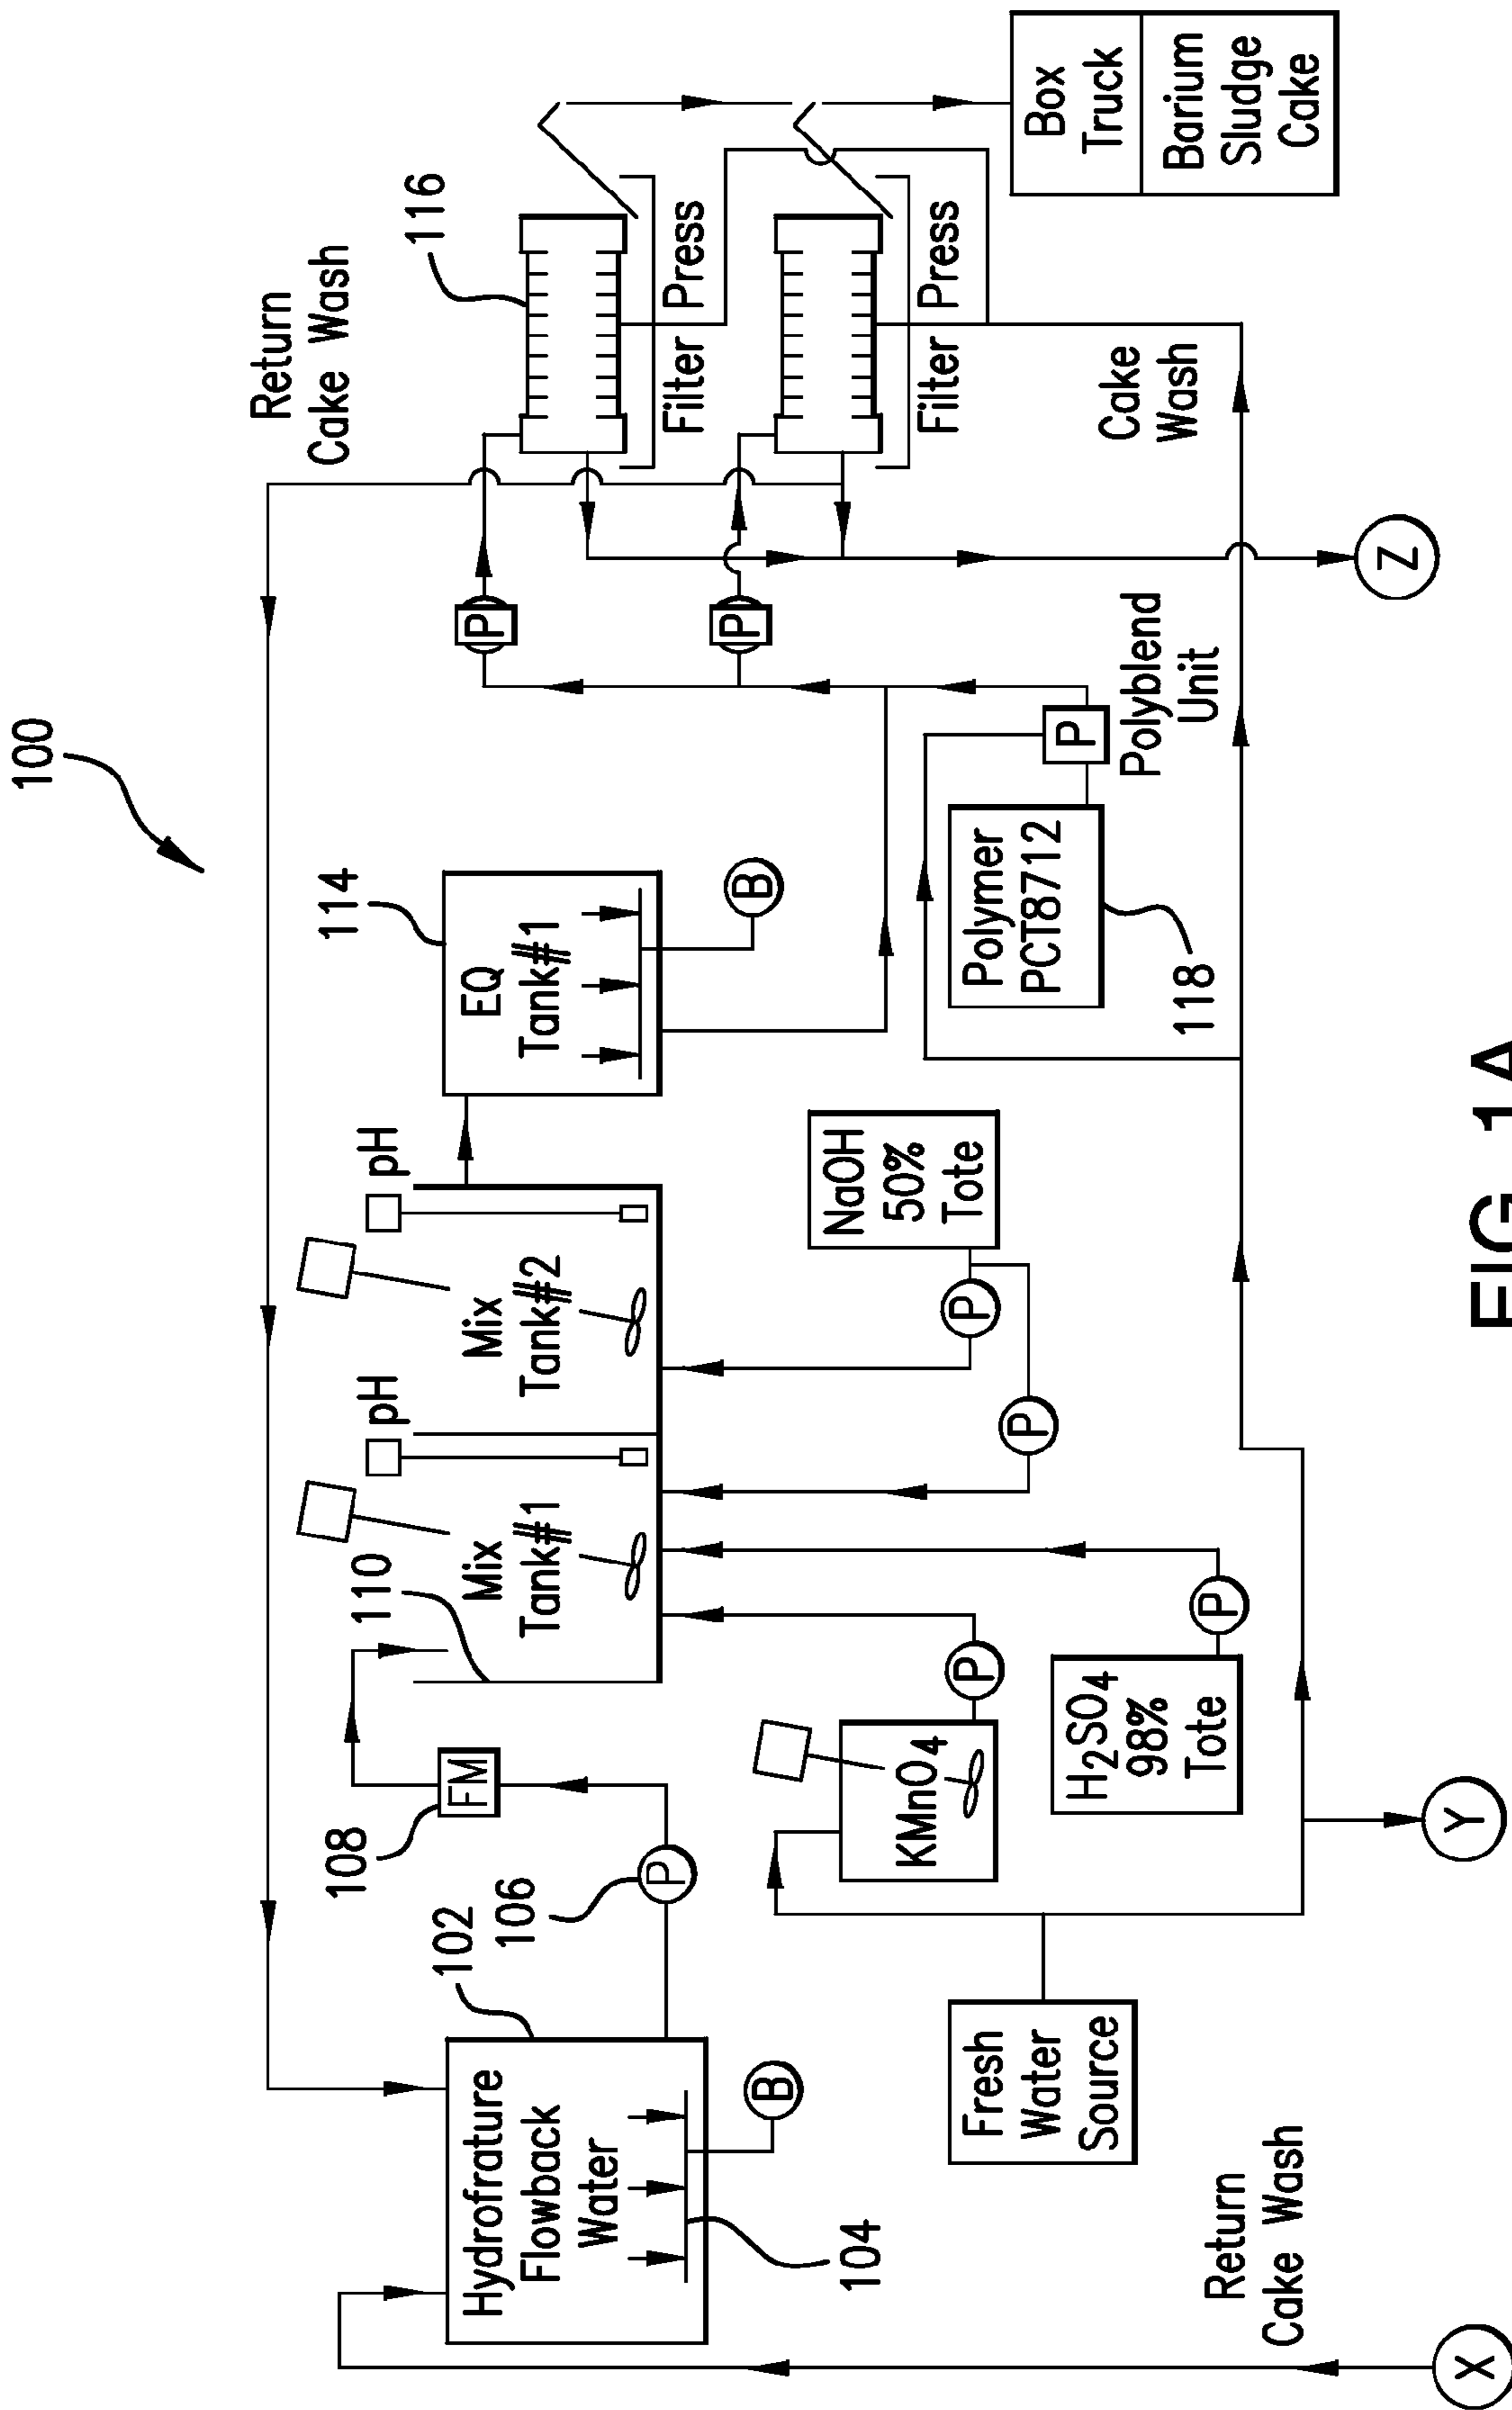 100
Return
Cake Wash
116
114
EQ
Tank#1
B
P
P
Filter Press
Filter Press
Box
Truck
Barium
Sludge
Cake
110
Mix
Tank#1
pH
Mix
Tank#2
pH
108
FM
102
106
P
Hydrofrature
Flowback
Water
104
B
NaOH
50%
Tote
P
P
KMnO4
P
H2SO4
98%
Tote
P
Polymer
PCT8712
118
P
Polyblend
Unit
Cake
Wash
Fresh
Water
Source
Return
Cake Wash
X
Y
Z